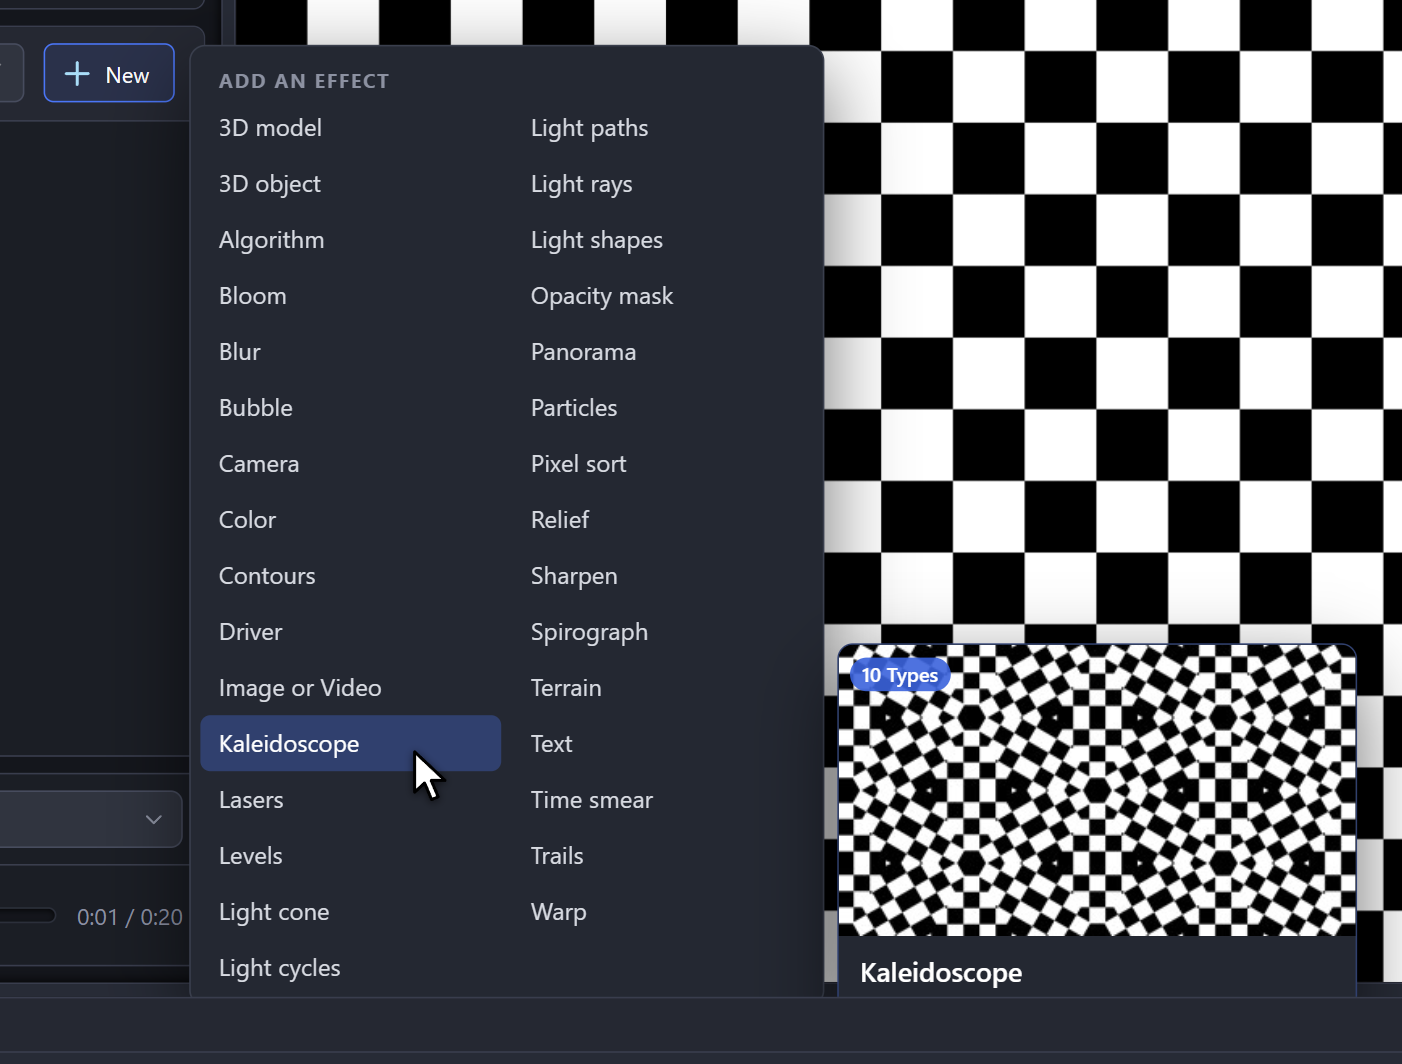 New
ADD AN EFFECT
3D model
3D object
Algorithm
Bloom
Blur
Bubble
Camera
Color
Contours
Driver
Image or Video
Kaleidoscope
Lasers
Levels
Light cone
Light cycles
Light paths
Light rays
Light shapes
Opacity mask
Panorama
Particles
Pixel sort
Relief
Sharpen
Spirograph
Terrain
Text
Time smear
Trails
Warp
0:01 / 0:20
10 Types
Kaleidoscope